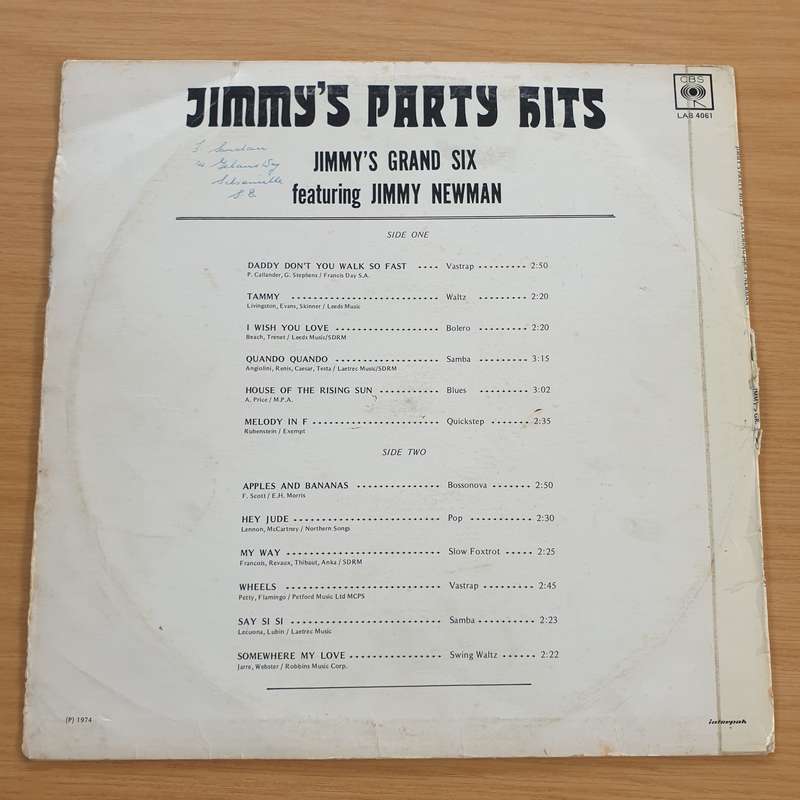 JIMMY'S PARTY HITS
CBS
LAB 4061
JIMMY'S GRAND SIX
featuring JIMMY NEWMAN
SIDE ONE
DADDY DON'T YOU WALK SO FAST .... Vastrap ......... 2:50
P. Callander, G. Stephens / Francis Day S.A.
TAMMY ......................... Waltz ......... 2:20
Livingston, Evans, Skinner / Leeds Music
I WISH YOU LOVE .................. Bolero ......... 2:20
Beach, Trenet / Leeds Music/SDRM
QUANDO QUANDO ................... Samba ......... 3:15
Angiolini, Renis, Caesar, Testa / Laetrec Music/SDRM
HOUSE OF THE RISING SUN .......... Blues ......... 3:02
A. Price / M.P.A.
MELODY IN F ..................... Quickstep ....... 2:35
Rubenstein / Exempt
SIDE TWO
APPLES AND BANANAS .............. Bossonova ....... 2:50
F. Scott / E.H. Morris
HEY JUDE ........................ Pop .......... 2:30
Lennon, McCartney / Northern Songs
MY WAY ......................... Slow Foxtrot ..... 2:25
Francois, Revaux, Thibaut, Anka / SDRM
WHEELS ......................... Vastrap ......... 2:45
Petty, Flamingo / Petford Music Ltd MCPS
SAY SI SI ........................ Samba ......... 2:23
Lecuona, Lubin / Laetrec Music
SOMEWHERE MY LOVE ............... Swing Waltz ...... 2:22
Jarre, Webster / Robbins Music Corp.
(P) 1974
interpak